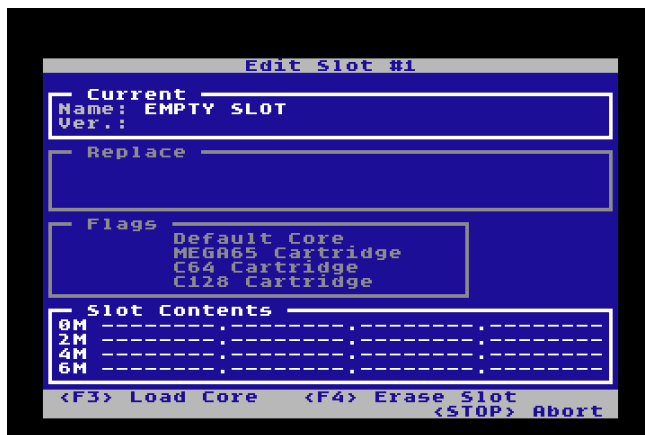 Edit Slot #1
Current
Name: EMPTY SLOT
Ver.:
Replace
Flags
Default Core
MEGA65 Cartridge
C64 Cartridge
C128 Cartridge
Slot Contents
0M --------.--------.--------.--------
2M --------.--------.--------.--------
4M --------.--------.--------.--------
6M --------.--------.--------.--------
<F3> Load Core <F4> Erase Slot
<STOP> Abort